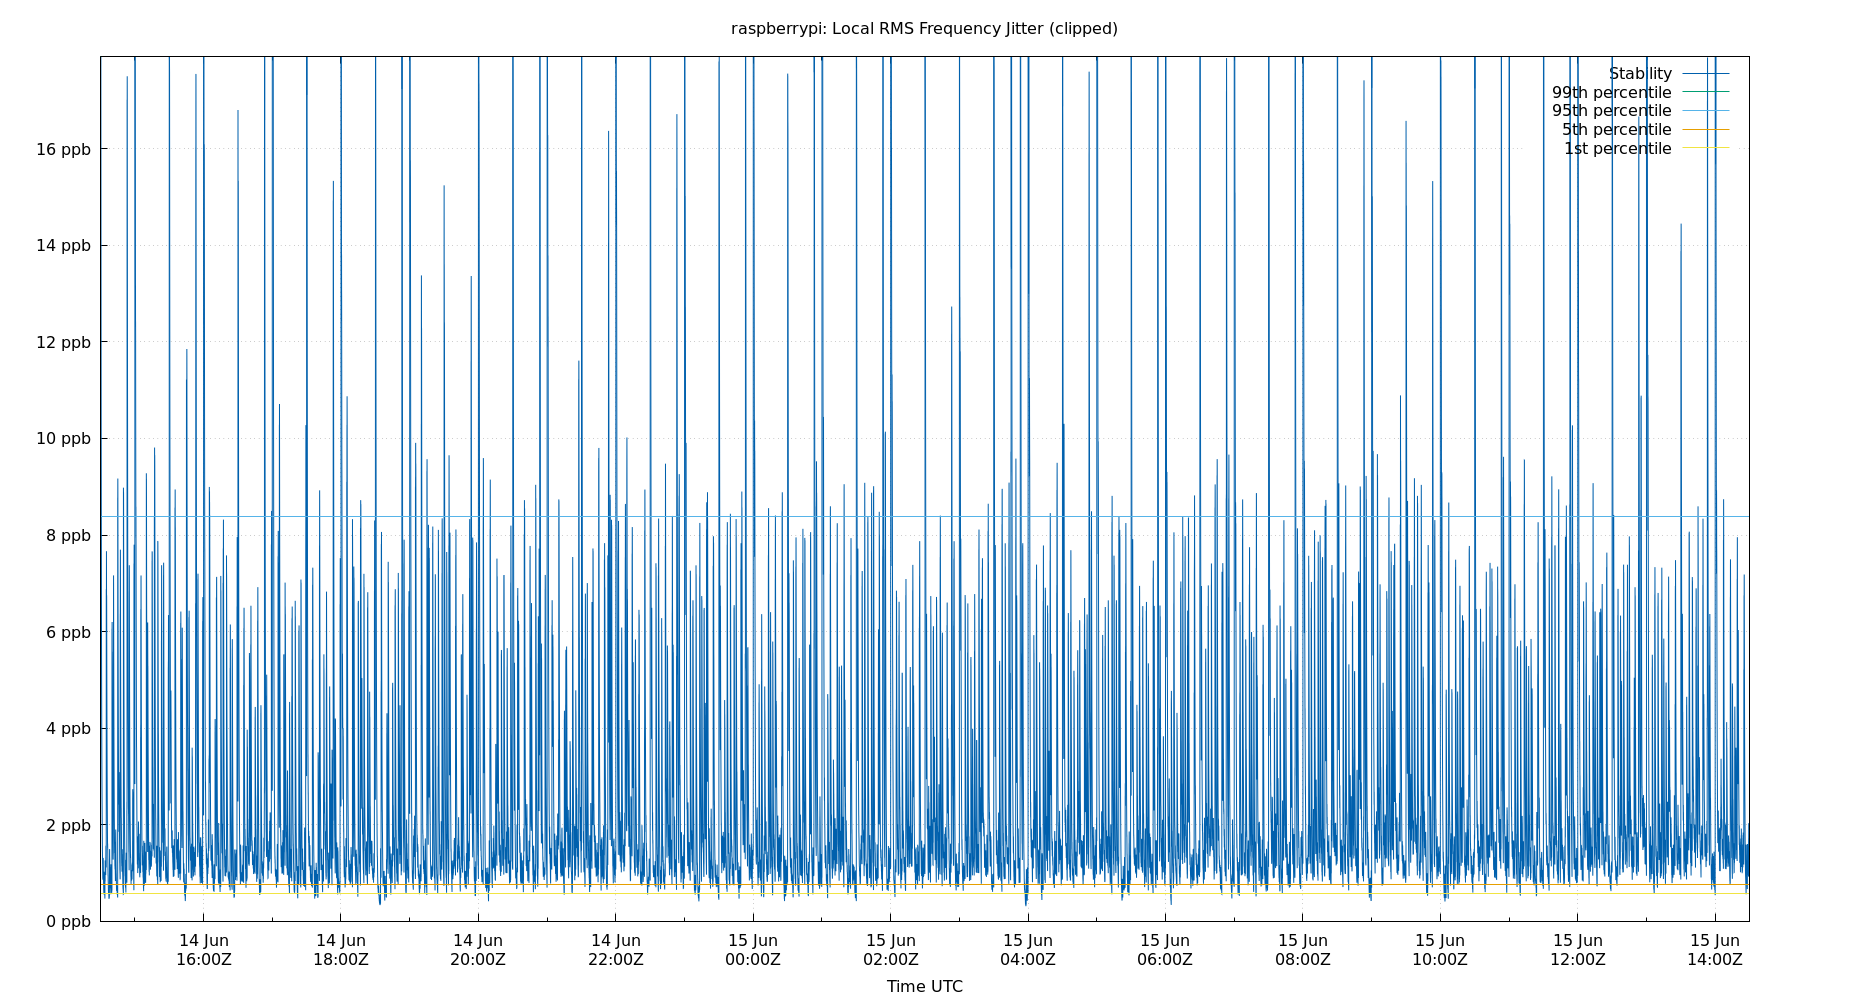 raspberrypi: Local RMS Frequency Jitter (clipped)
Stability
99th percentile
95th percentile
5th percentile
1st percentile
16 ppb
14 ppb
12 ppb
10 ppb
8 ppb
6 ppb
4 ppb
2 ppb
0 ppb
14 Jun 14 Jun 14 Jun 14 Jun 15 Jun 15 Jun 15 Jun 15 Jun 15 Jun 15 Jun 15 Jun 15 Jun
16:00Z 18:00Z 20:00Z 22:00Z 00:00Z 02:00Z 04:00Z 06:00Z 08:00Z 10:00Z 12:00Z 14:00Z
Time UTC